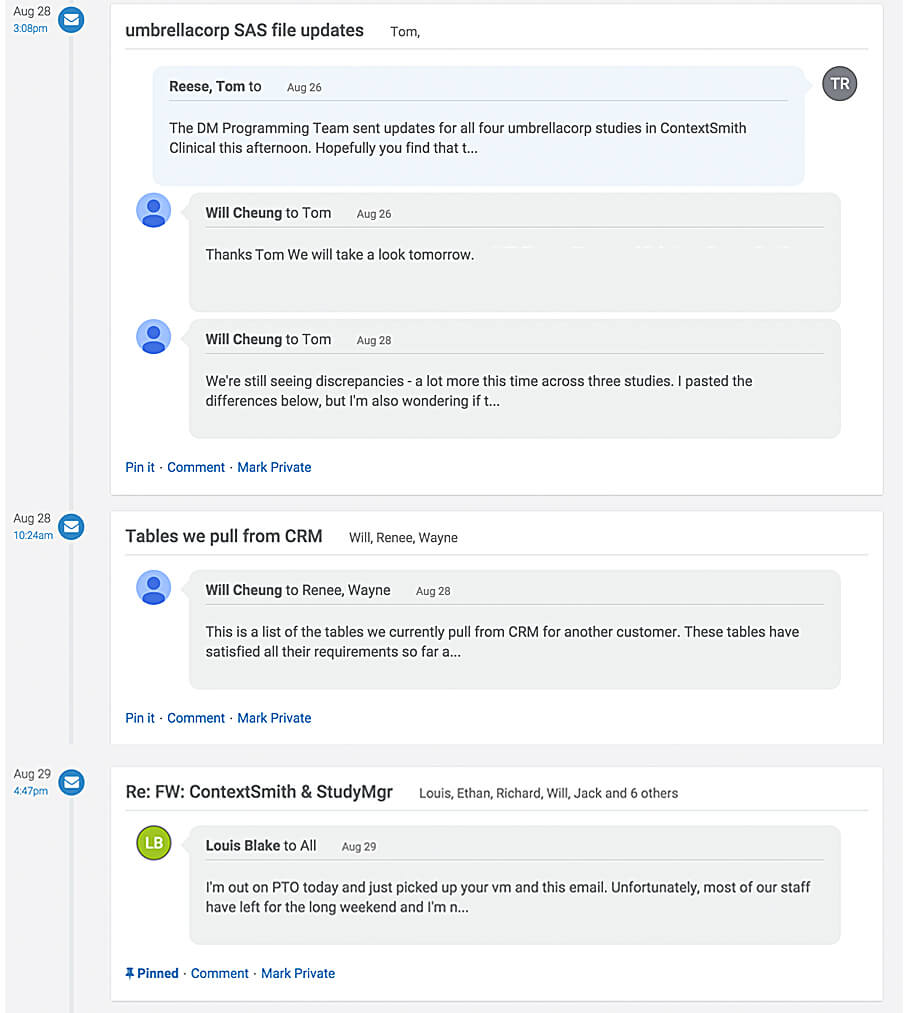 Aug 28
3:08pm
umbrellacorp SAS file updates Tom,
Reese, Tom to Aug 26
TR
The DM Programming Team sent updates for all four umbrellacorp studies in ContextSmith
Clinical this afternoon. Hopefully you find that t...
Will Cheung to Tom Aug 26
Thanks Tom We will take a look tomorrow.
Will Cheung to Tom Aug 28
We're still seeing discrepancies - a lot more this time across three studies. I pasted the
differences below, but I'm also wondering if t...
Pin it · Comment · Mark Private
Aug 28
10:24am
Tables we pull from CRM Will, Renee, Wayne
Will Cheung to Renee, Wayne Aug 28
This is a list of the tables we currently pull from CRM for another customer. These tables have
satisfied all their requirements so far a...
Pin it · Comment · Mark Private
Aug 29
4:47pm
Re: FW: ContextSmith & StudyMgr Louis, Ethan, Richard, Will, Jack and 6 others
LB
Louis Blake to All Aug 29
I'm out on PTO today and just picked up your vm and this email. Unfortunately, most of our staff
have left for the long weekend and I'm n...
Pinned · Comment · Mark Private